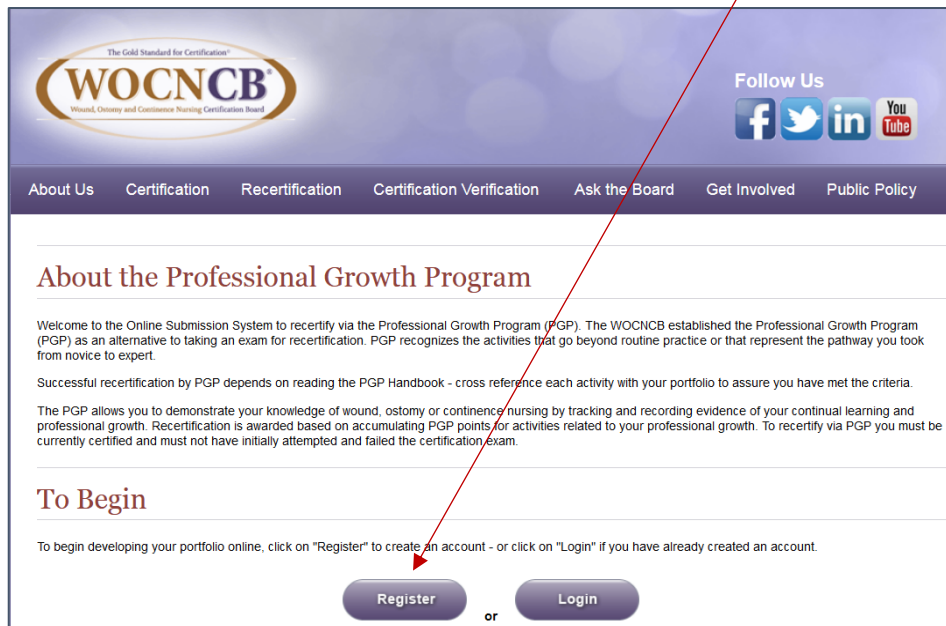 The Gold Standard for Certification®
WOCNCB®
Wound, Ostomy and Continence Nursing Certification Board
Follow Us
f in You Tube
About Us Certification Recertification Certification Verification Ask the Board Get Involved Public Policy
About the Professional Growth Program
Welcome to the Online Submission System to recertify via the Professional Growth Program (PGP). The WOCNCB established the Professional Growth Program
(PGP) as an alternative to taking an exam for recertification. PGP recognizes the activities that go beyond routine practice or that represent the pathway you took
from novice to expert.
Successful recertification by PGP depends on reading the PGP Handbook - cross reference each activity with your portfolio to assure you have met the criteria.
The PGP allows you to demonstrate your knowledge of wound, ostomy or continence nursing by tracking and recording evidence of your continual learning and
professional growth. Recertification is awarded based on accumulating PGP points for activities related to your professional growth. To recertify via PGP you must be
currently certified and must not have initially attempted and failed the certification exam.
To Begin
To begin developing your portfolio online, click on "Register" to create an account - or click on "Login" if you have already created an account.
Register or Login